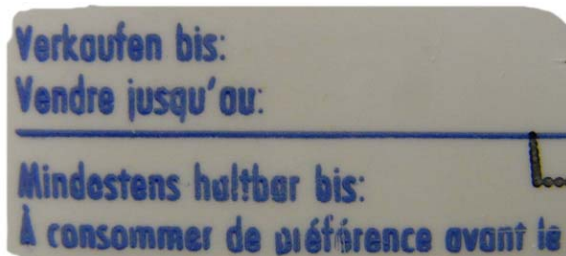 Verkaufen bis:
Vendre jusqu'au:
Mindestens haltbar bis:
À consommer de préférence avant le